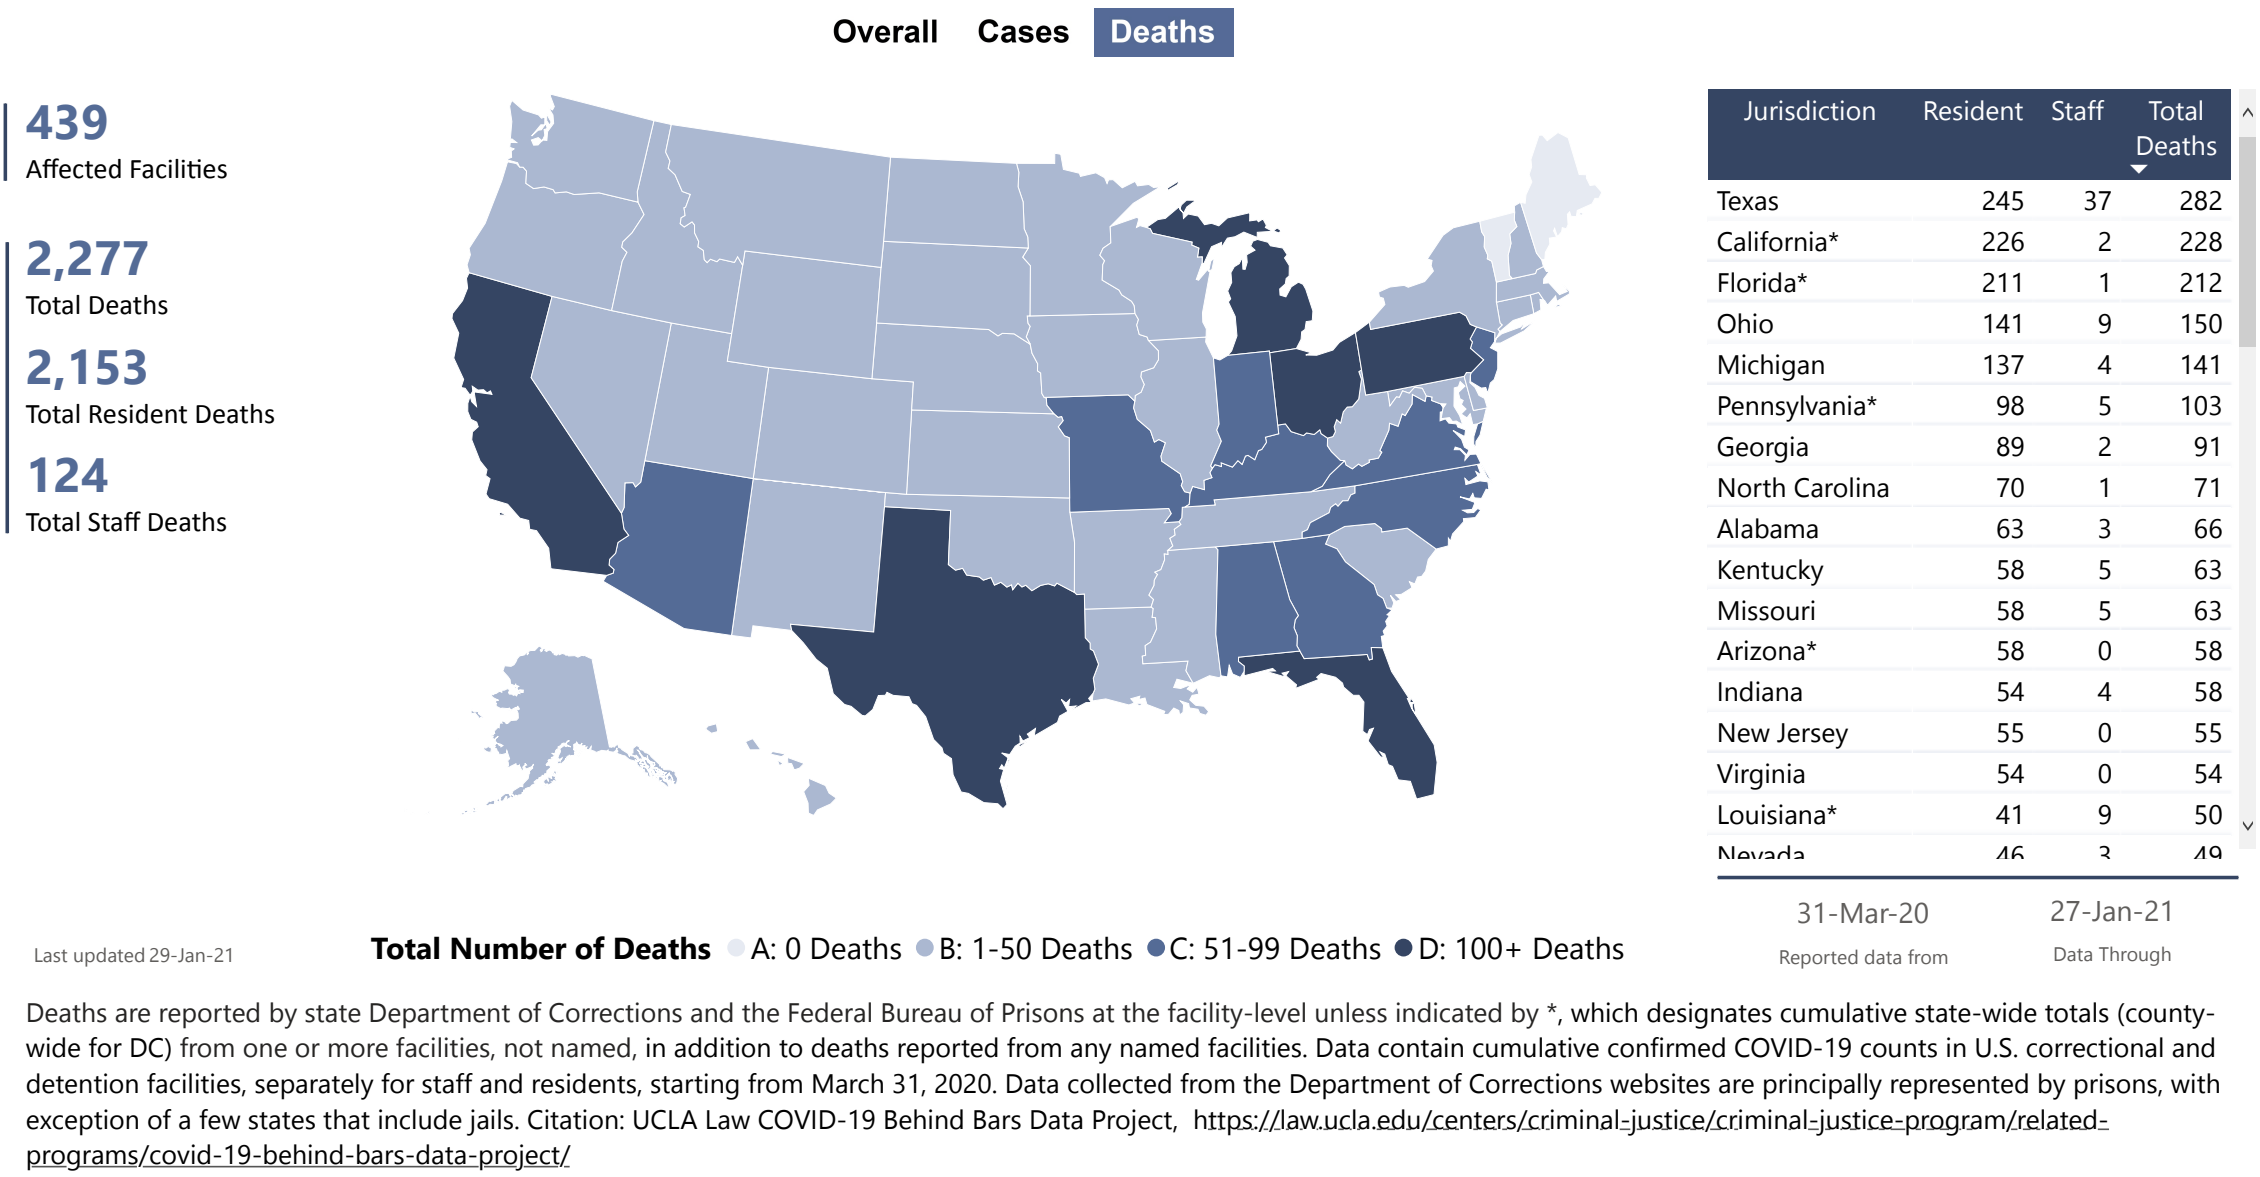 Overall Cases Deaths
439
Affected Facilities
2,277
Total Deaths
2,153
Total Resident Deaths
124
Total Staff Deaths
Jurisdiction Resident Staff Total Deaths
Texas 245 37 282
California* 226 2 228
Florida* 211 1 212
Ohio 141 9 150
Michigan 137 4 141
Pennsylvania* 98 5 103
Georgia 89 2 91
North Carolina 70 1 71
Alabama 63 3 66
Kentucky 58 5 63
Missouri 58 5 63
Arizona* 58 0 58
Indiana 54 4 58
New Jersey 55 0 55
Virginia 54 0 54
Louisiana* 41 9 50
Nevada 46 3 49
31-Mar-20 27-Jan-21
Reported data from Data Through
Last updated 29-Jan-21
Total Number of Deaths A: 0 Deaths B: 1-50 Deaths C: 51-99 Deaths D: 100+ Deaths
Deaths are reported by state Department of Corrections and the Federal Bureau of Prisons at the facility-level unless indicated by *, which designates cumulative state-wide totals (county-
wide for DC) from one or more facilities, not named, in addition to deaths reported from any named facilities. Data contain cumulative confirmed COVID-19 counts in U.S. correctional and
detention facilities, separately for staff and residents, starting from March 31, 2020. Data collected from the Department of Corrections websites are principally represented by prisons, with
exception of a few states that include jails. Citation: UCLA Law COVID-19 Behind Bars Data Project, https://law.ucla.edu/centers/criminal-justice/criminal-justice-program/related-
programs/covid-19-behind-bars-data-project/